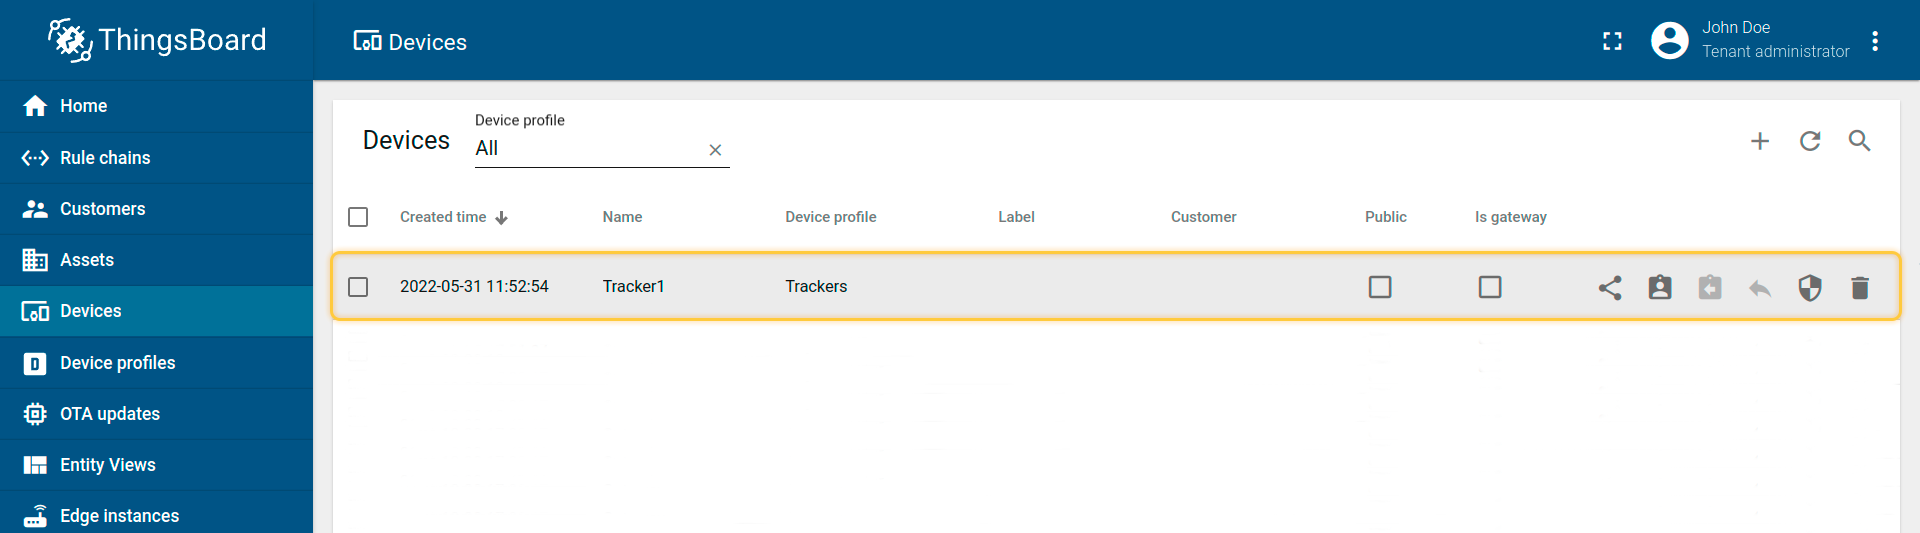 ThingsBoard
Devices
John Doe
Tenant administrator
Home
Rule chains
Customers
Assets
Devices
Device profiles
OTA updates
Entity Views
Edge instances
Devices
Device profile
All
Created time Name Device profile Label Customer Public Is gateway
2022-05-31 11:52:54 Tracker1 Trackers